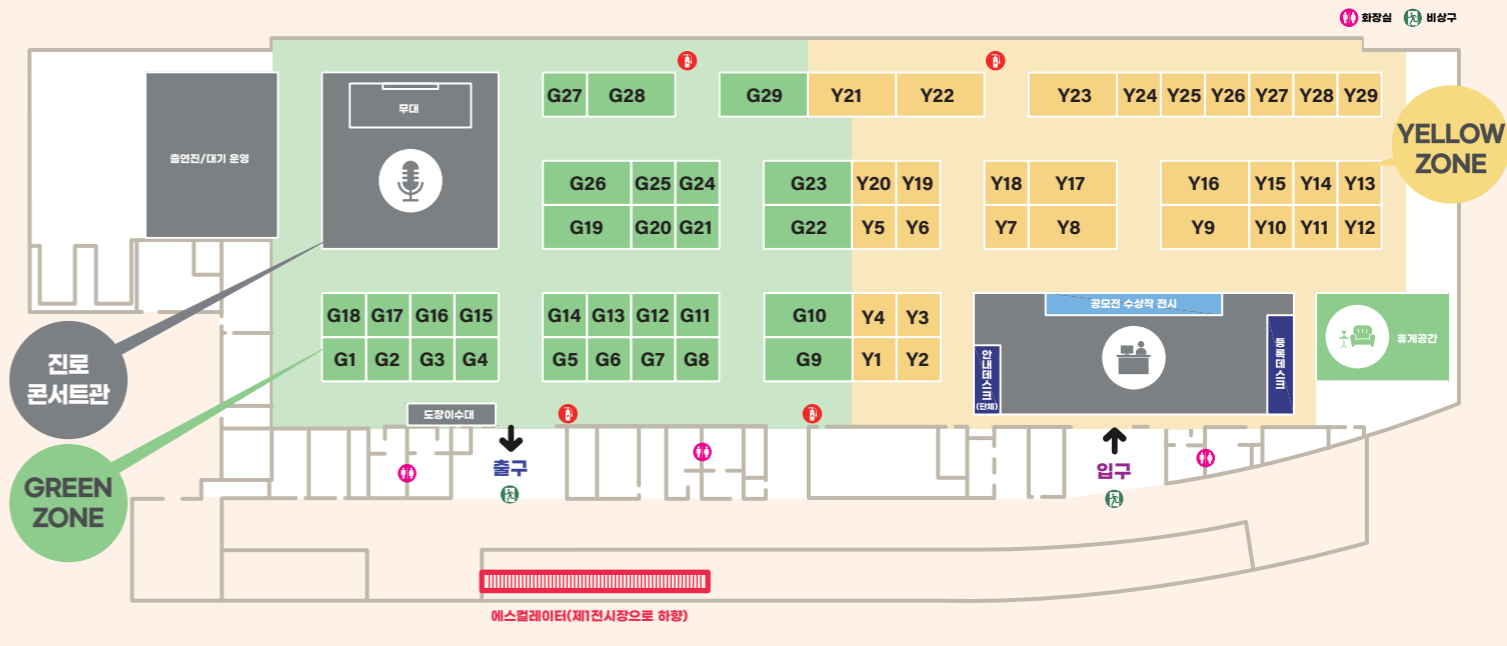 화장실 비상구
무대
출연진/대기 운영
G27 G28 G29 Y21 Y22 Y23 Y24 Y25 Y26 Y27 Y28 Y29
YELLOW
ZONE
G26 G25 G24 G23 Y20 Y19 Y18 Y17 Y16 Y15 Y14 Y13
G19 G20 G21 G22 Y5 Y6 Y7 Y8 Y9 Y10 Y11 Y12
G18 G17 G16 G15 G14 G13 G12 G11 G10 Y4 Y3
G1 G2 G3 G4 G5 G6 G7 G8 G9 Y1 Y2
공모전 수상작 전시
안내데스크
(단체)
등록데스크
휴게공간
진로
콘서트관
도장이수대
출구
입구
GREEN
ZONE
에스컬레이터(제1전시장으로 하향)